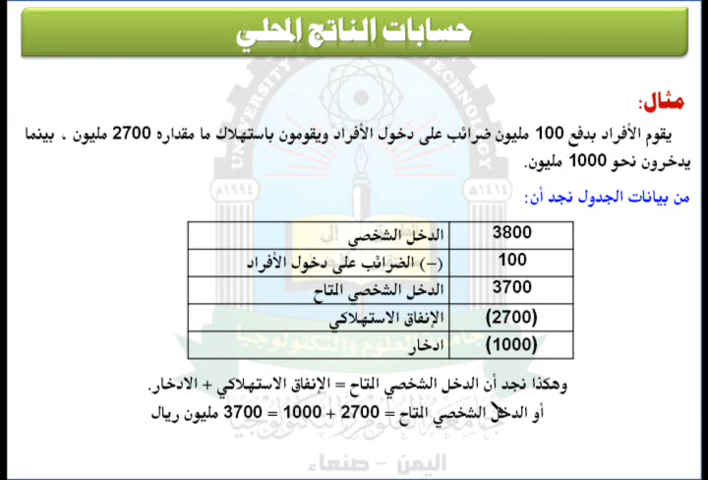 حسابات الناتج المحلي
مثال:
يقوم الأفراد بدفع 100 مليون ضرائب على دخول الأفراد ويقومون باستهلاك ما مقداره 2700 مليون ، بينما
يدخرون نحو 1000 مليون.
من بيانات الجدول نجد أن:
3800 الدخل الشخصي
100 (–) الضرائب على دخول الأفراد
3700 الدخل الشخصي المتاح
(2700) الإنفاق الاستهلاكي
(1000) ادخار
وهكذا نجد أن الدخل الشخصي المتاح = الإنفاق الاستهلاكي + الادخار.
أو الدخل الشخصي المتاح = 2700 + 1000 = 3700 مليون ريال
اليمن - صنعاء